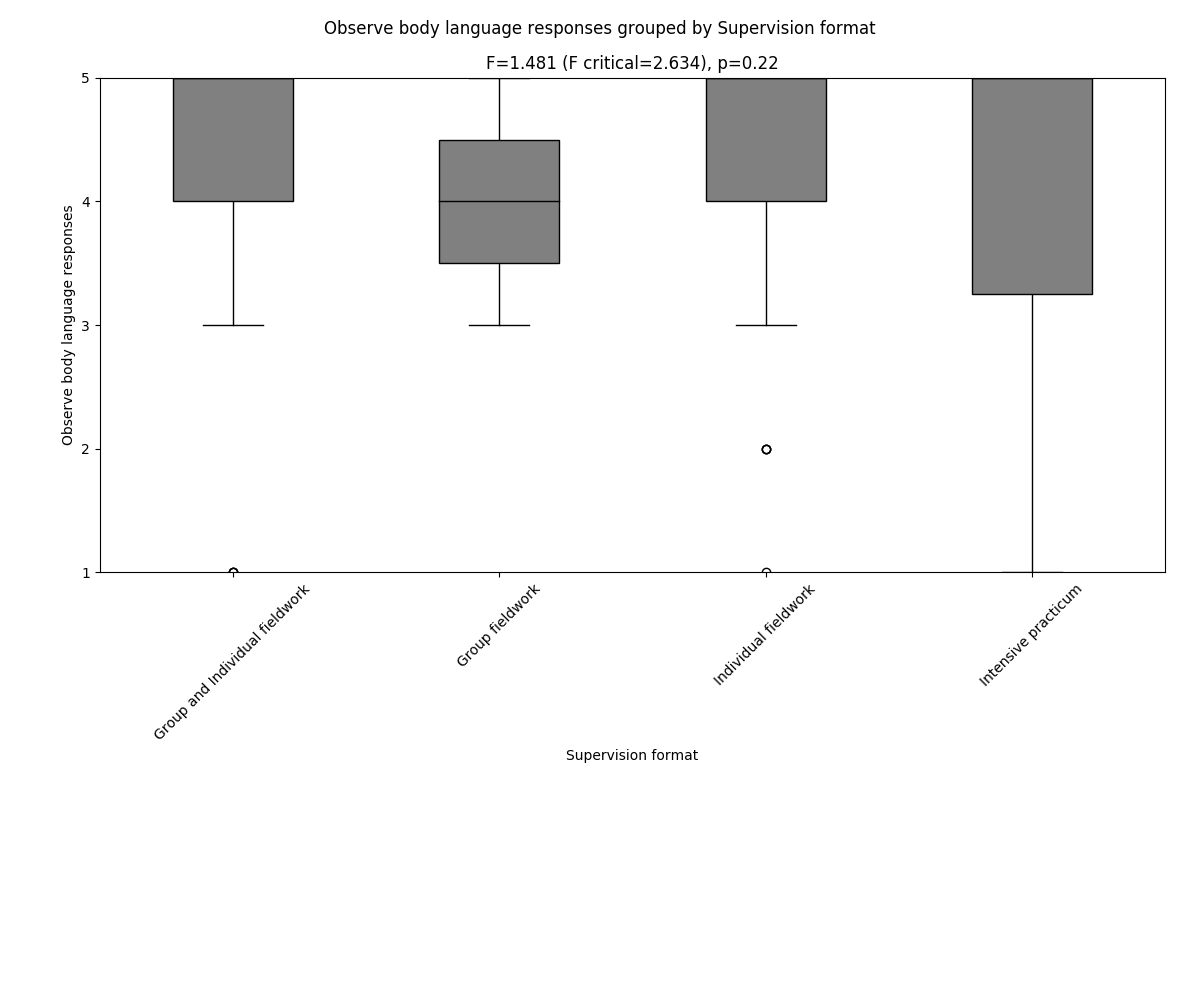 Observe body language responses grouped by Supervision format
F=1.481 (F critical=2.634), p=0.22
Observe body language responses
5
4
3
2
1
Group and Individual fieldwork
Group fieldwork
Individual fieldwork
Intensive practicum
Supervision format